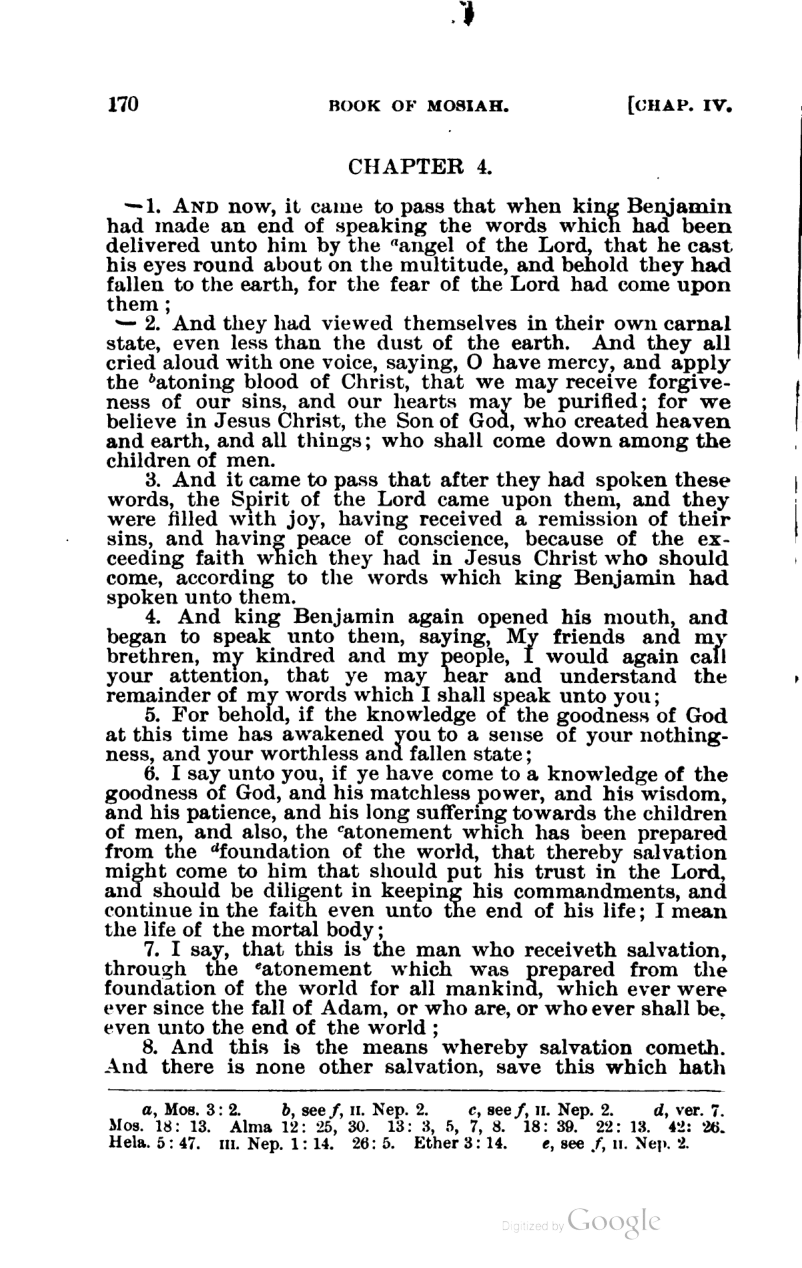 170 BOOK OF MOSIAH. [CHAP. IV.
CHAPTER 4.
—1. AND now, it came to pass that when king Benjamin
had made an end of speaking the words which had been
delivered unto him by the ᵃangel of the Lord, that he cast
his eyes round about on the multitude, and behold they had
fallen to the earth, for the fear of the Lord had come upon
them;
— 2. And they had viewed themselves in their own carnal
state, even less than the dust of the earth. And they all
cried aloud with one voice, saying, O have mercy, and apply
the ᵇatoning blood of Christ, that we may receive forgive-
ness of our sins, and our hearts may be purified; for we
believe in Jesus Christ, the Son of God, who created heaven
and earth, and all things; who shall come down among the
children of men.
3. And it came to pass that after they had spoken these
words, the Spirit of the Lord came upon them, and they
were filled with joy, having received a remission of their
sins, and having peace of conscience, because of the ex-
ceeding faith which they had in Jesus Christ who should
come, according to the words which king Benjamin had
spoken unto them.
4. And king Benjamin again opened his mouth, and
began to speak unto them, saying, My friends and my
brethren, my kindred and my people, I would again call
your attention, that ye may hear and understand the
remainder of my words which I shall speak unto you;
5. For behold, if the knowledge of the goodness of God
at this time has awakened you to a sense of your nothing-
ness, and your worthless and fallen state;
6. I say unto you, if ye have come to a knowledge of the
goodness of God, and his matchless power, and his wisdom,
and his patience, and his long suffering towards the children
of men, and also, the ᶜatonement which has been prepared
from the ᵈfoundation of the world, that thereby salvation
might come to him that should put his trust in the Lord,
and should be diligent in keeping his commandments, and
continue in the faith even unto the end of his life; I mean
the life of the mortal body;
7. I say, that this is the man who receiveth salvation,
through the ᵉatonement which was prepared from the
foundation of the world for all mankind, which ever were
ever since the fall of Adam, or who are, or who ever shall be,
even unto the end of the world;
8. And this is the means whereby salvation cometh.
And there is none other salvation, save this which hath
a, Mos. 3: 2. b, see f, II. Nep. 2. c, see f, II. Nep. 2. d, ver. 7.
Mos. 18: 13. Alma 12: 25, 30. 13: 3, 5, 7, 8. 18: 39. 22: 13. 42: 26.
Hela. 5: 47. III. Nep. 1: 14. 26: 5. Ether 3: 14. e, see f, II. Nep. 2.
Digitized by Google